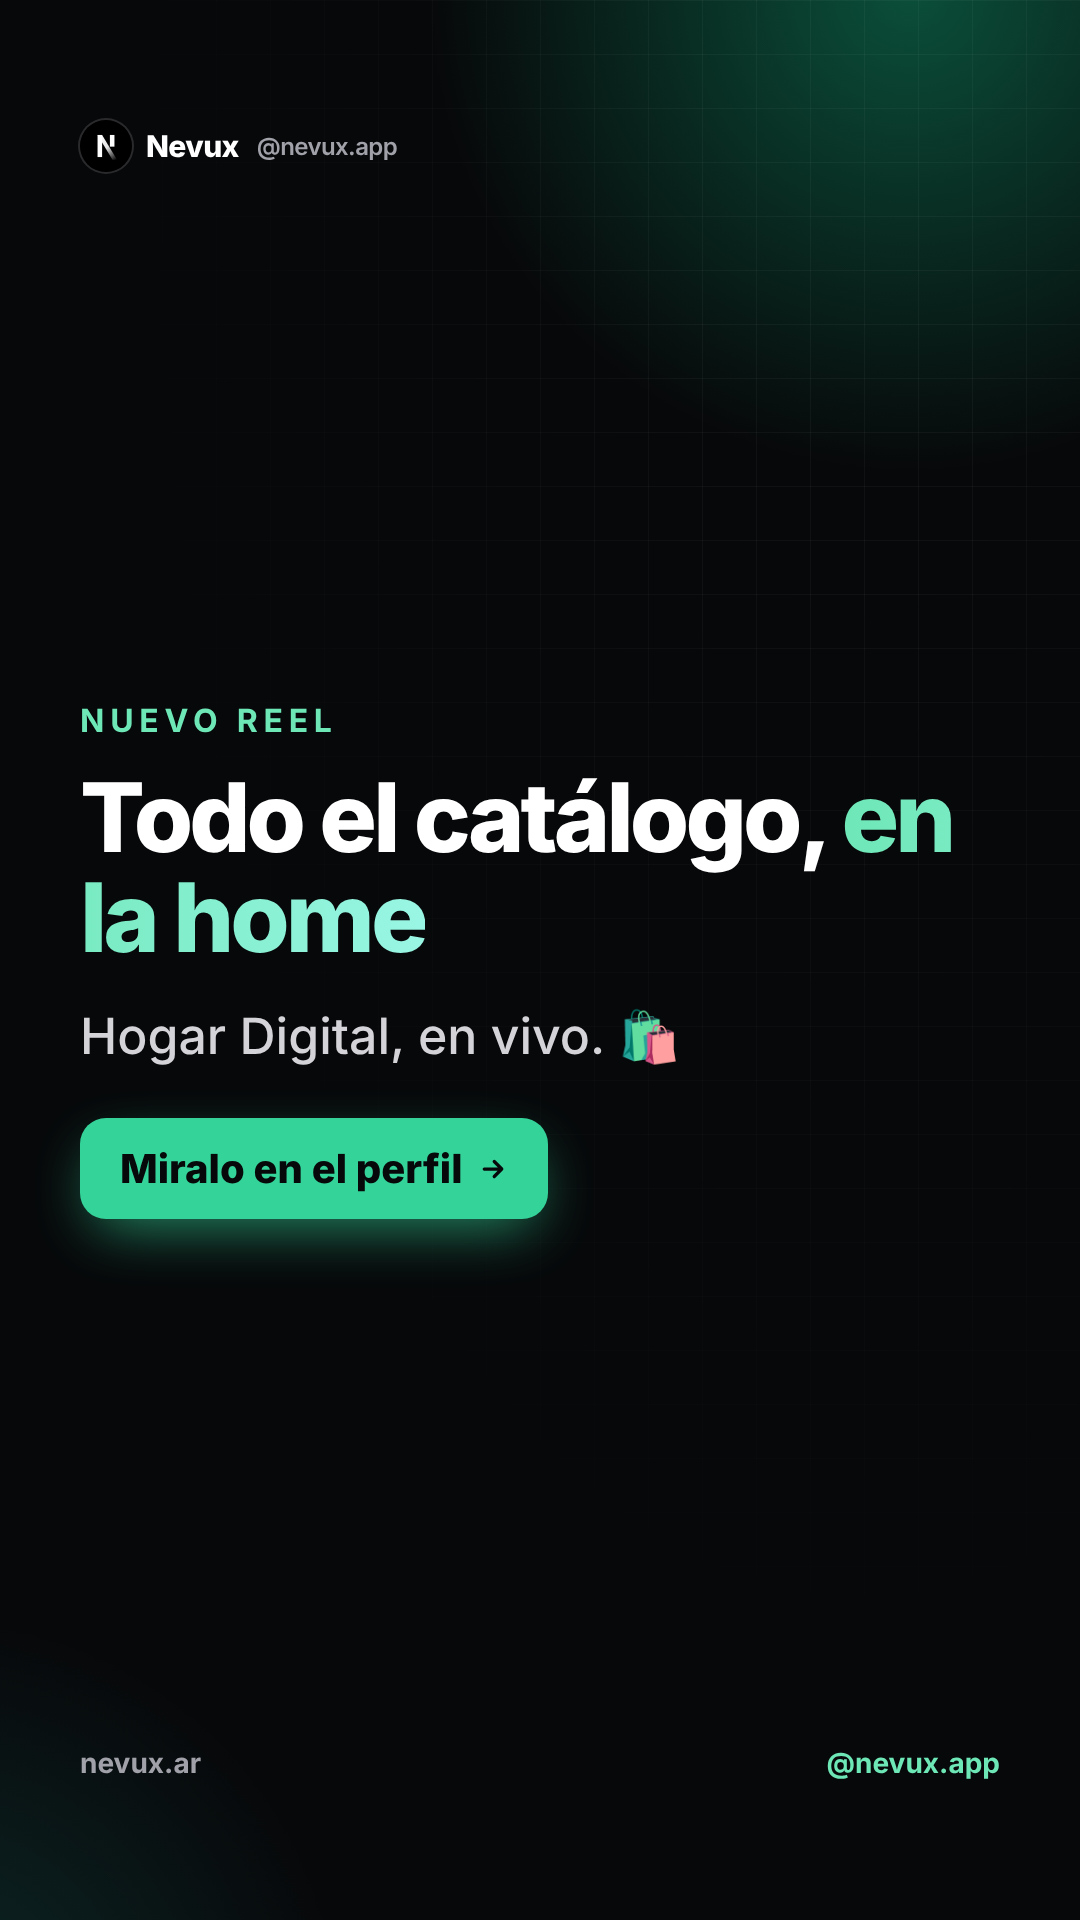 N Nevux @nevux.app
NUEVO REEL
Todo el catálogo, en
la home
Hogar Digital, en vivo. 🛍️
Miralo en el perfil →
nevux.ar @nevux.app